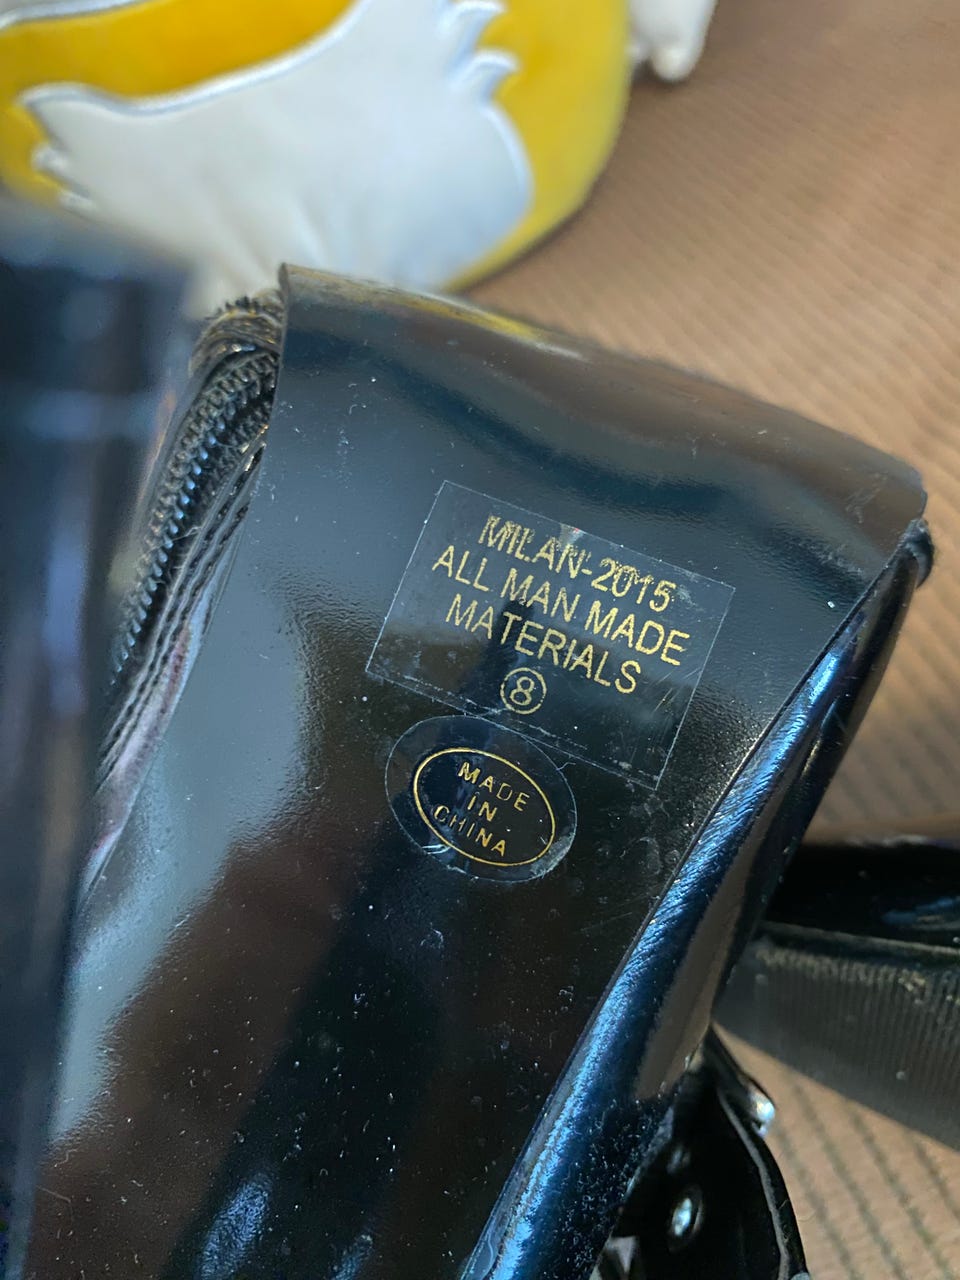 MILAN-2015
ALL MAN MADE
MATERIALS
8
MADE
IN
CHINA